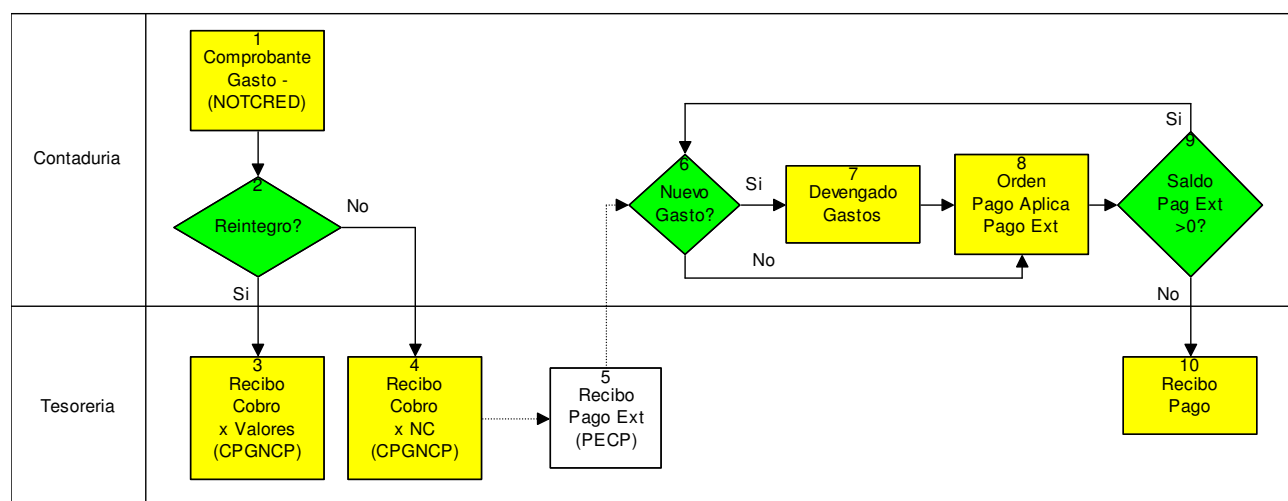 Contaduria
1
Comprobante
Gasto -
(NOTCRED)
2
Reintegro?
No
Si
6
Nuevo
Gasto?
Si
No
7
Devengado
Gastos
8
Orden
Pago Aplica
Pago Ext
Si
9
Saldo
Pag Ext
>0?
No
Tesoreria
3
Recibo
Cobro
x Valores
(CPGNCP)
4
Recibo
Cobro
x NC
(CPGNCP)
5
Recibo
Pago Ext
(PECP)
10
Recibo
Pago